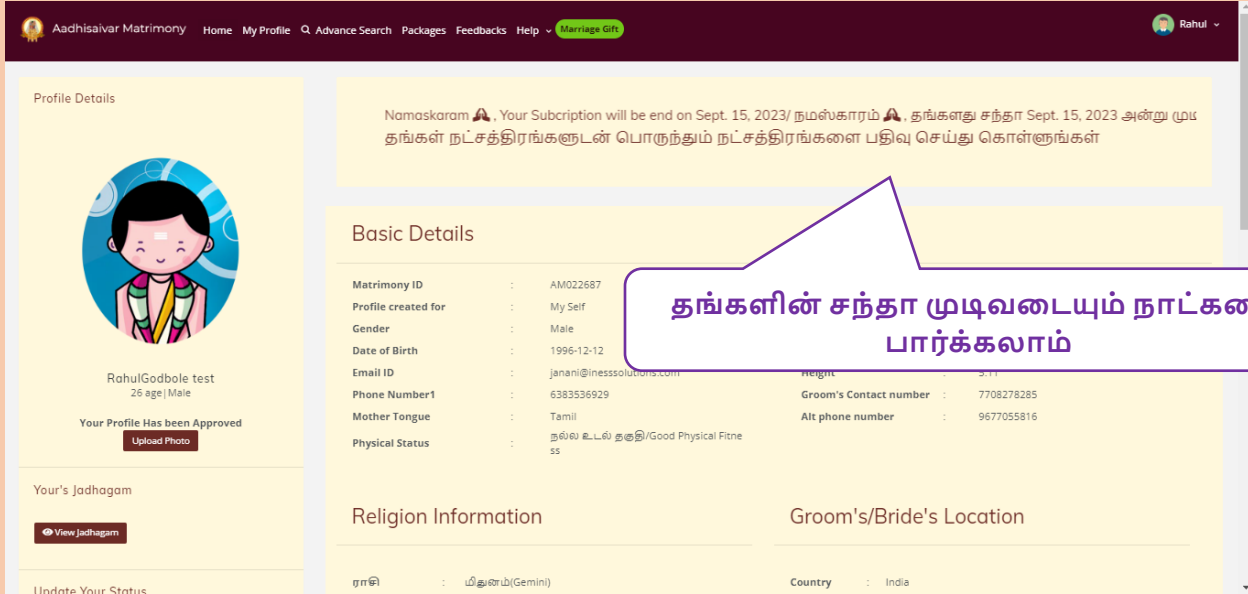 Aadhisaivar Matrimony Home My Profile Advance Search Packages Feedbacks Help Marriage Gift Rahul
Profile Details
RahulGodbole test
26 age|Male
Your Profile Has been Approved
Upload Photo
Your's Jadhagam
View Jadhagam
Update Your Status
Namaskaram 🙏, Your Subcription will be end on Sept. 15, 2023/ நமஸ்காரம் 🙏, தங்களது சந்தா Sept. 15, 2023 அன்று
தங்கள் நட்சத்திரங்களுடன் பொருந்தும் நட்சத்திரங்களை பதிவு செய்து கொள்ளுங்கள்
தங்களின் சந்தா முடிவடையும்
பார்க்கலாம்
Basic Details
Matrimony ID : AM022687
Profile created for : My Self
Gender : Male
Date of Birth : 1996-12-12
Email ID : janani@inesssolutions.com
Phone Number1 : 6383536929
Mother Tongue : Tamil
Physical Status : நல்ல உடல் தகுதி/Good Physical Fitne
ss
Height : 5.11
Groom's Contact number : 7708278285
Alt phone number : 9677055816
Religion Information
ராசி : மிதுனம்(Gemini)
Groom's/Bride's Location
Country : India